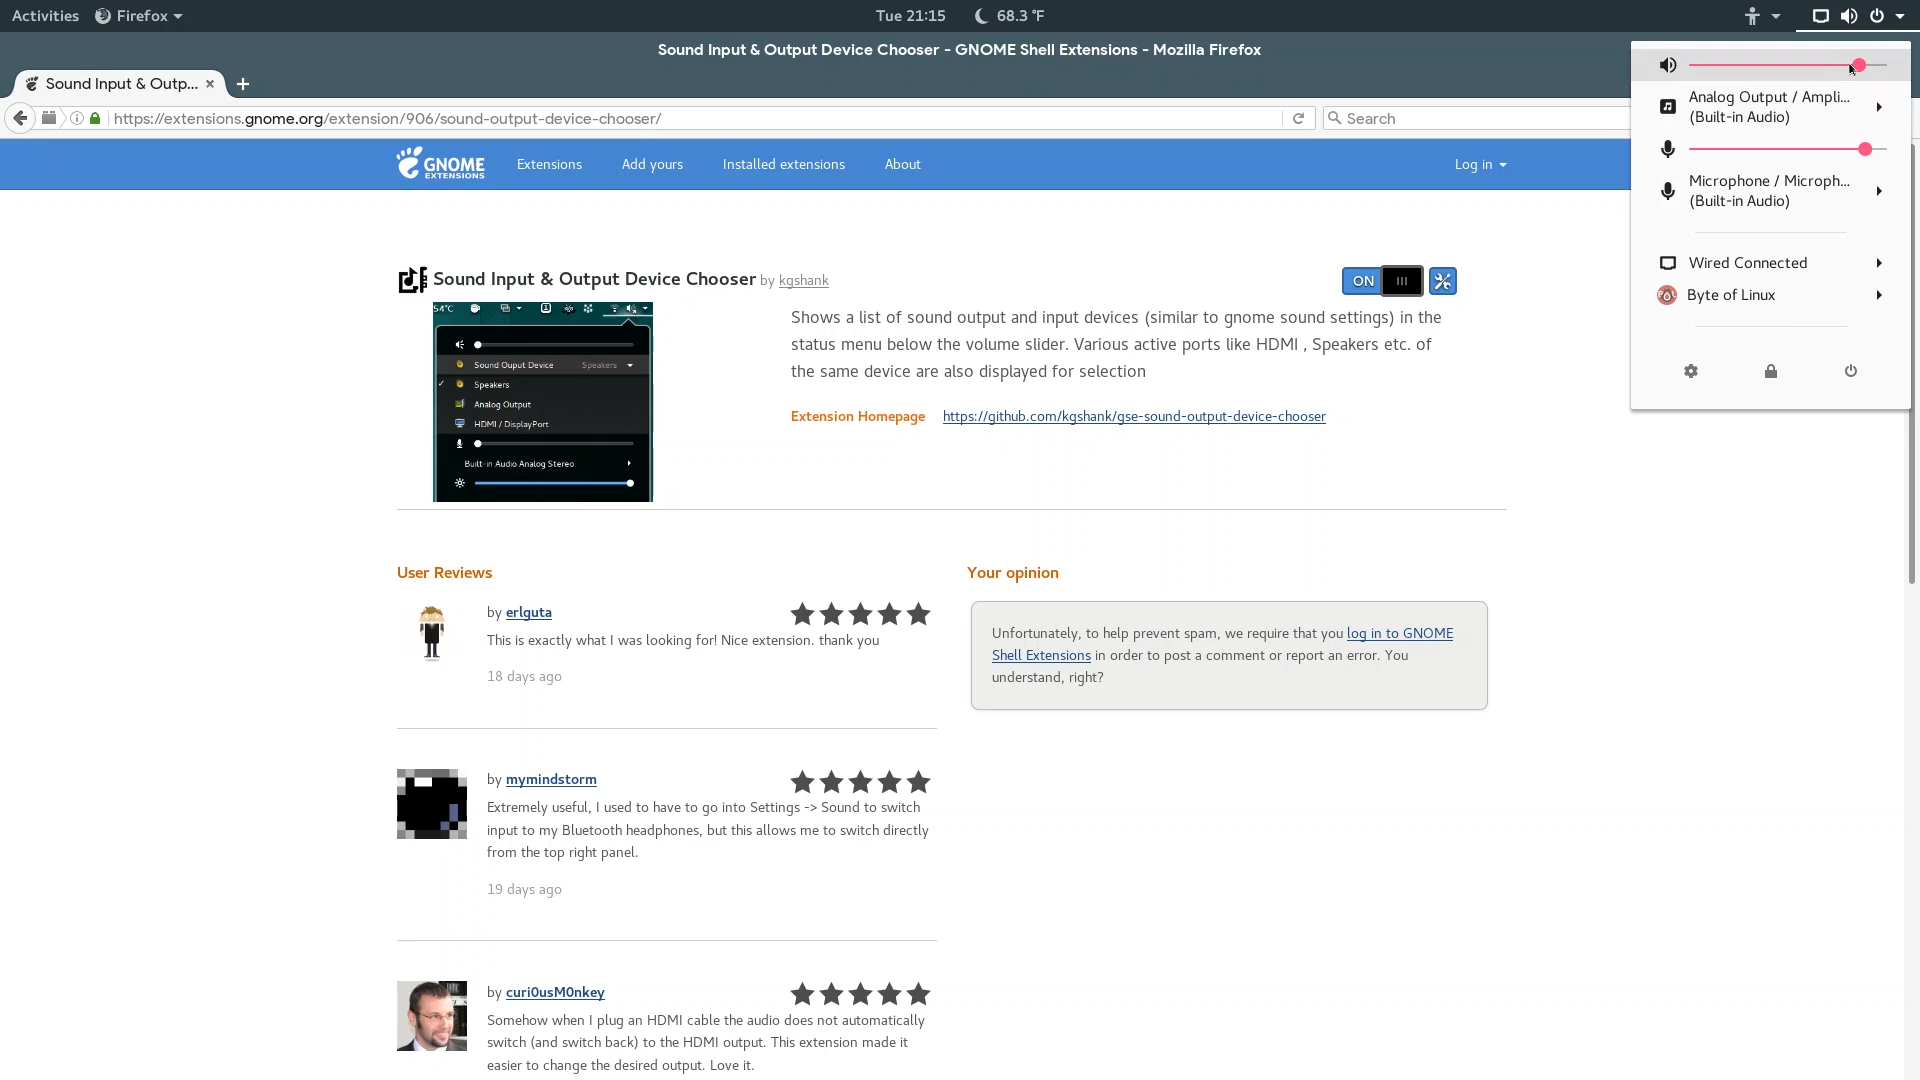 Activities Firefox Tue 21:15 68.3 °F
Sound Input & Output Device Chooser - GNOME Shell Extensions - Mozilla Firefox
Sound Input & Outp... × +
https://extensions.gnome.org/extension/906/sound-output-device-chooser/ Search
GNOME EXTENSIONS Extensions Add yours Installed extensions About Log in
Analog Output / Ampli...
(Built-in Audio)
Microphone / Microph...
(Built-in Audio)
Wired Connected
Byte of Linux
Sound Input & Output Device Chooser by kgshank ON
54°C
Sound Ouput Device Speakers
Speakers
Analog Output
HDMI / DisplayPort
Built-in Audio Analog Stereo
Shows a list of sound output and input devices (similar to gnome sound settings) in the
status menu below the volume slider. Various active ports like HDMI , Speakers etc. of
the same device are also displayed for selection
Extension Homepage https://github.com/kgshank/gse-sound-output-device-chooser
User Reviews
by erlguta
This is exactly what I was looking for! Nice extension. thank you
18 days ago
by mymindstorm
Extremely useful, I used to have to go into Settings -> Sound to switch
input to my Bluetooth headphones, but this allows me to switch directly
from the top right panel.
19 days ago
by curi0usM0nkey
Somehow when I plug an HDMI cable the audio does not automatically
switch (and switch back) to the HDMI output. This extension made it
easier to change the desired output. Love it.
Your opinion
Unfortunately, to help prevent spam, we require that you log in to GNOME
Shell Extensions in order to post a comment or report an error. You
understand, right?